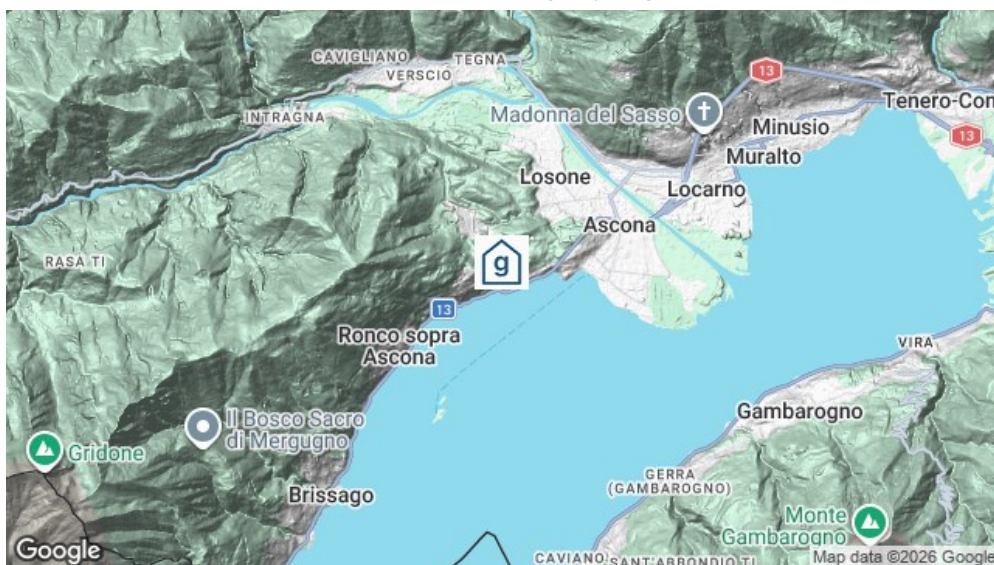 CAVIGLIANO
TEGNA
VERSCIO
13
INTRAGNA
Madonna del Sasso
Tenero-Con
Minusio
13
Muralto
Losone
Locarno
Ascona
RASA TI
g
13
Ronco sopra
Ascona
VIRA
Il Bosco Sacro
di Mergugno
Gambarogno
Gridone
GERRA
(GAMBAROGNO)
Brissago
Monte
Gambarogno
Google
CAVIANO
SANT'ABBONDIO TI
Map data ©2026 Google